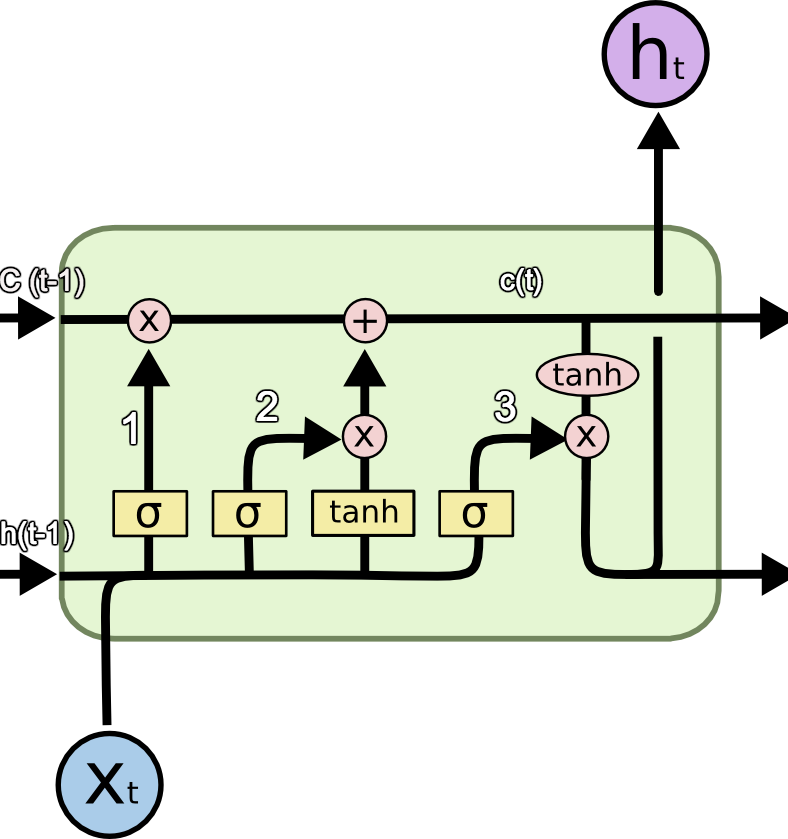 ht
C (t-1)
c(t)
x
+
tanh
1
2
3
x
x
σ
σ
tanh
σ
h(t-1)
xt